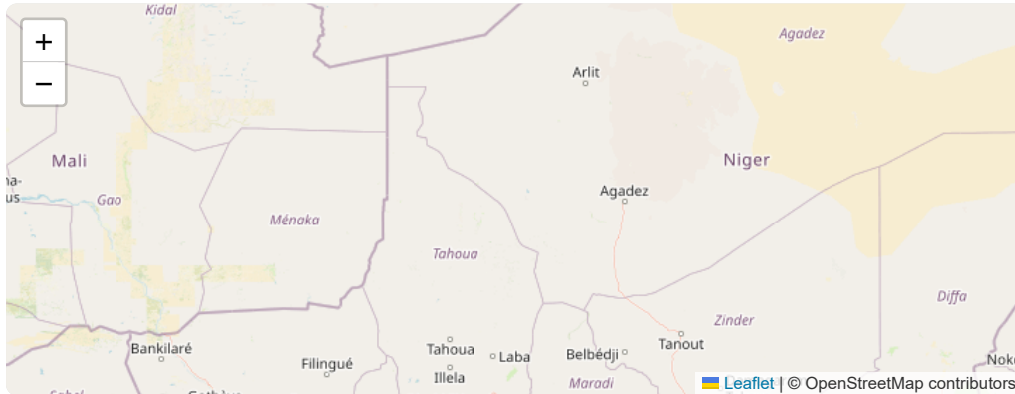 Kidal
Agadez
+
−
Arlit
Mali
Niger
Agadez
Gao
Ménaka
Tahoua
Diffa
Zinder
Bankilaré
Tahoua
Laba
Belbédji
Tanout
Filingué
Illela
Maradi
Leaflet | © OpenStreetMap contributors